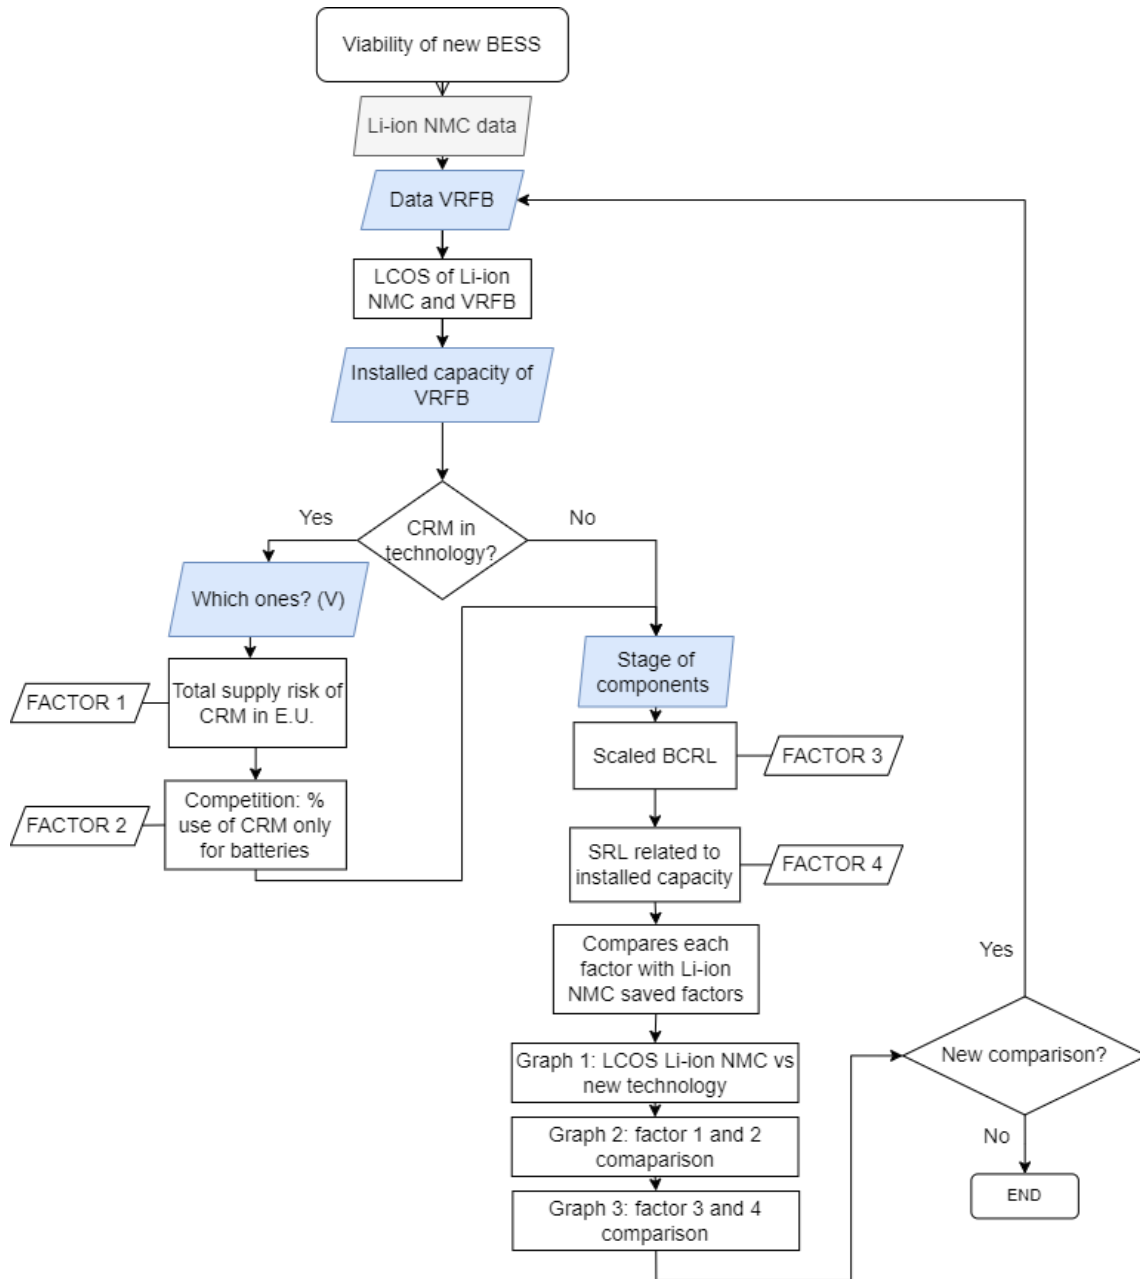 Viability of new BESS
Li-ion NMC data
Data VRFB
LCOS of Li-ion
NMC and VRFB
Installed capacity of
VRFB
CRM in
technology?
Yes
No
Which ones? (V)
Total supply risk of
CRM in E.U.
FACTOR 1
Competition: %
use of CRM only
for batteries
FACTOR 2
Stage of
components
Scaled BCRL
FACTOR 3
SRL related to
installed capacity
FACTOR 4
Compares each
factor with Li-ion
NMC saved factors
Graph 1: LCOS Li-ion NMC vs
new technology
Graph 2: factor 1 and 2
comaparison
Graph 3: factor 3 and 4
comparison
New comparison?
Yes
No
END